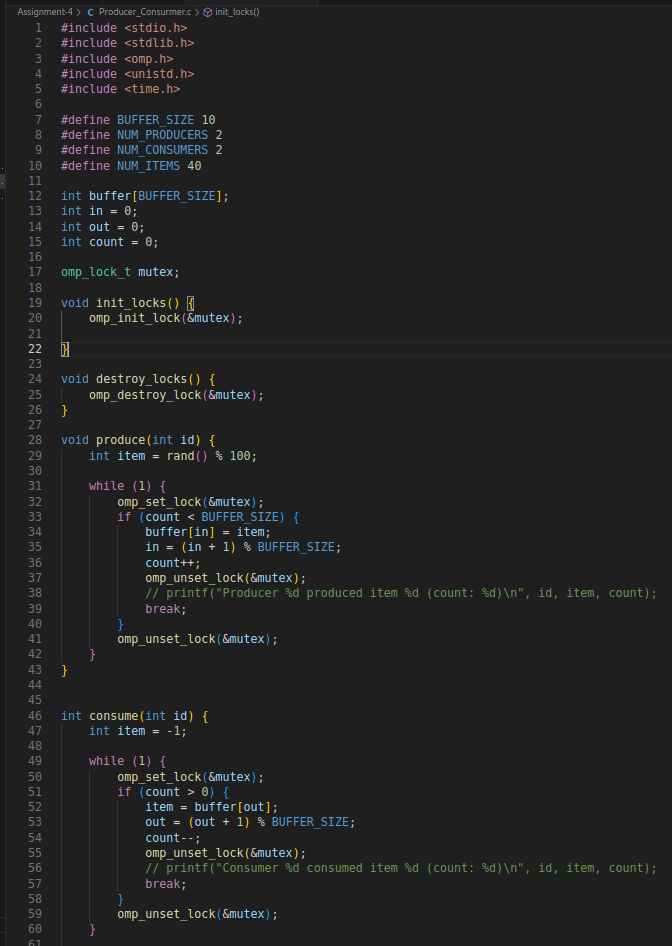 Assignment-4 > C Producer_Consurmer.c > init_locks()
1 #include <stdio.h>
2 #include <stdlib.h>
3 #include <omp.h>
4 #include <unistd.h>
5 #include <time.h>
6
7 #define BUFFER_SIZE 10
8 #define NUM_PRODUCERS 2
9 #define NUM_CONSUMERS 2
10 #define NUM_ITEMS 40
11
12 int buffer[BUFFER_SIZE];
13 int in = 0;
14 int out = 0;
15 int count = 0;
16
17 omp_lock_t mutex;
18
19 void init_locks() {
20     omp_init_lock(&mutex);
21
22 }
23
24 void destroy_locks() {
25     omp_destroy_lock(&mutex);
26 }
27
28 void produce(int id) {
29     int item = rand() % 100;
30
31     while (1) {
32         omp_set_lock(&mutex);
33         if (count < BUFFER_SIZE) {
34             buffer[in] = item;
35             in = (in + 1) % BUFFER_SIZE;
36             count++;
37             omp_unset_lock(&mutex);
38             // printf("Producer %d produced item %d (count: %d)\n", id, item, count);
39             break;
40         }
41         omp_unset_lock(&mutex);
42     }
43 }
44
45
46 int consume(int id) {
47     int item = -1;
48
49     while (1) {
50         omp_set_lock(&mutex);
51         if (count > 0) {
52             item = buffer[out];
53             out = (out + 1) % BUFFER_SIZE;
54             count--;
55             omp_unset_lock(&mutex);
56             // printf("Consumer %d consumed item %d (count: %d)\n", id, item, count);
57             break;
58         }
59         omp_unset_lock(&mutex);
60     }
61